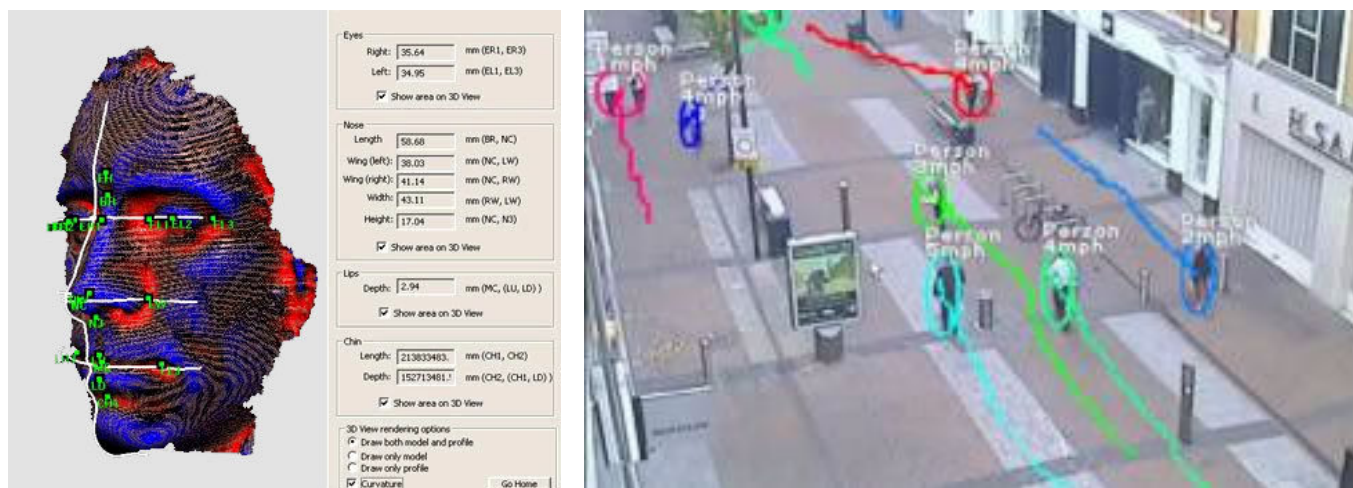 Eyes
Right: 35.64 mm (ER1, ER3)
Left: 34.95 mm (EL1, EL3)
Show area on 3D View
Nose
Length 58.68 mm (BR, NC)
Wing (left): 38.03 mm (NC, LW)
Wing (right): 41.14 mm (NC, RW)
Width: 43.11 mm (RW, LW)
Height: 17.04 mm (NC, N3)
Show area on 3D View
Lips
Depth: 2.94 mm (MC, (LU, LD) )
Show area on 3D View
Chin
Length: 213833483. mm (CH1, CH2)
Depth: 152713481. mm (CH2, (CH1, LD) )
Show area on 3D View
3D View rendering options
Draw both model and profile
Draw only model
Draw only profile
Curvature Go Home
BR
EL2
N3
LD
Person
1mph
Person
4mph
Person
4mph
Person
3mph
Person
5mph
Person
4mph
Person
2mph
H.SA